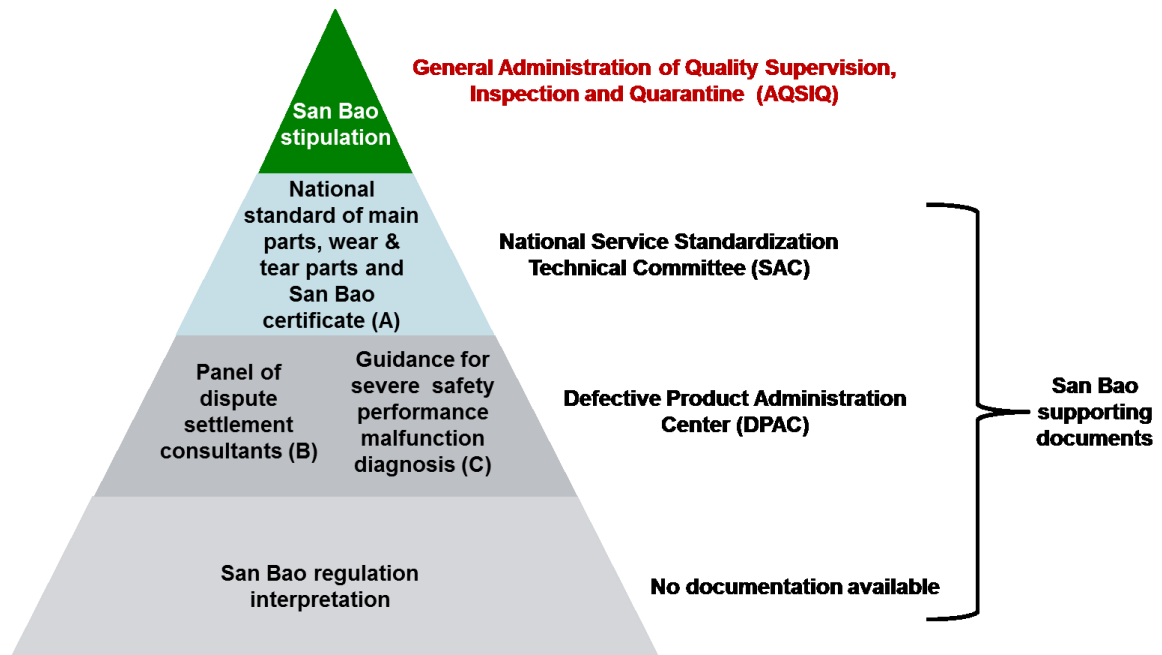 General Administration of Quality Supervision,
Inspection and Quarantine (AQSIQ)
San Bao
stipulation
National
standard of main
parts, wear &
tear parts and
San Bao
certificate (A)
National Service Standardization
Technical Committee (SAC)
Panel of
dispute
settlement
consultants (B)
Guidance for
severe safety
performance
malfunction
diagnosis (C)
Defective Product Administration
Center (DPAC)
San Bao
supporting
documents
San Bao regulation
interpretation
No documentation available